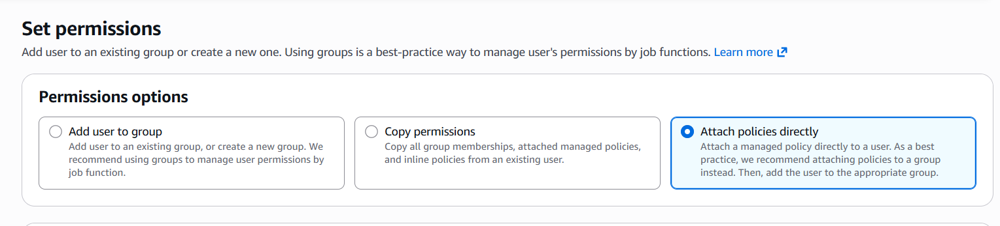 Set permissions
Add user to an existing group or create a new one. Using groups is a best-practice way to manage user's permissions by job functions. Learn more
Permissions options
Add user to group
Add user to an existing group, or create a new group. We
recommend using groups to manage user permissions by
job function.
Copy permissions
Copy all group memberships, attached managed policies,
and inline policies from an existing user.
Attach policies directly
Attach a managed policy directly to a user. As a best
practice, we recommend attaching policies to a group
instead. Then, add the user to the appropriate group.